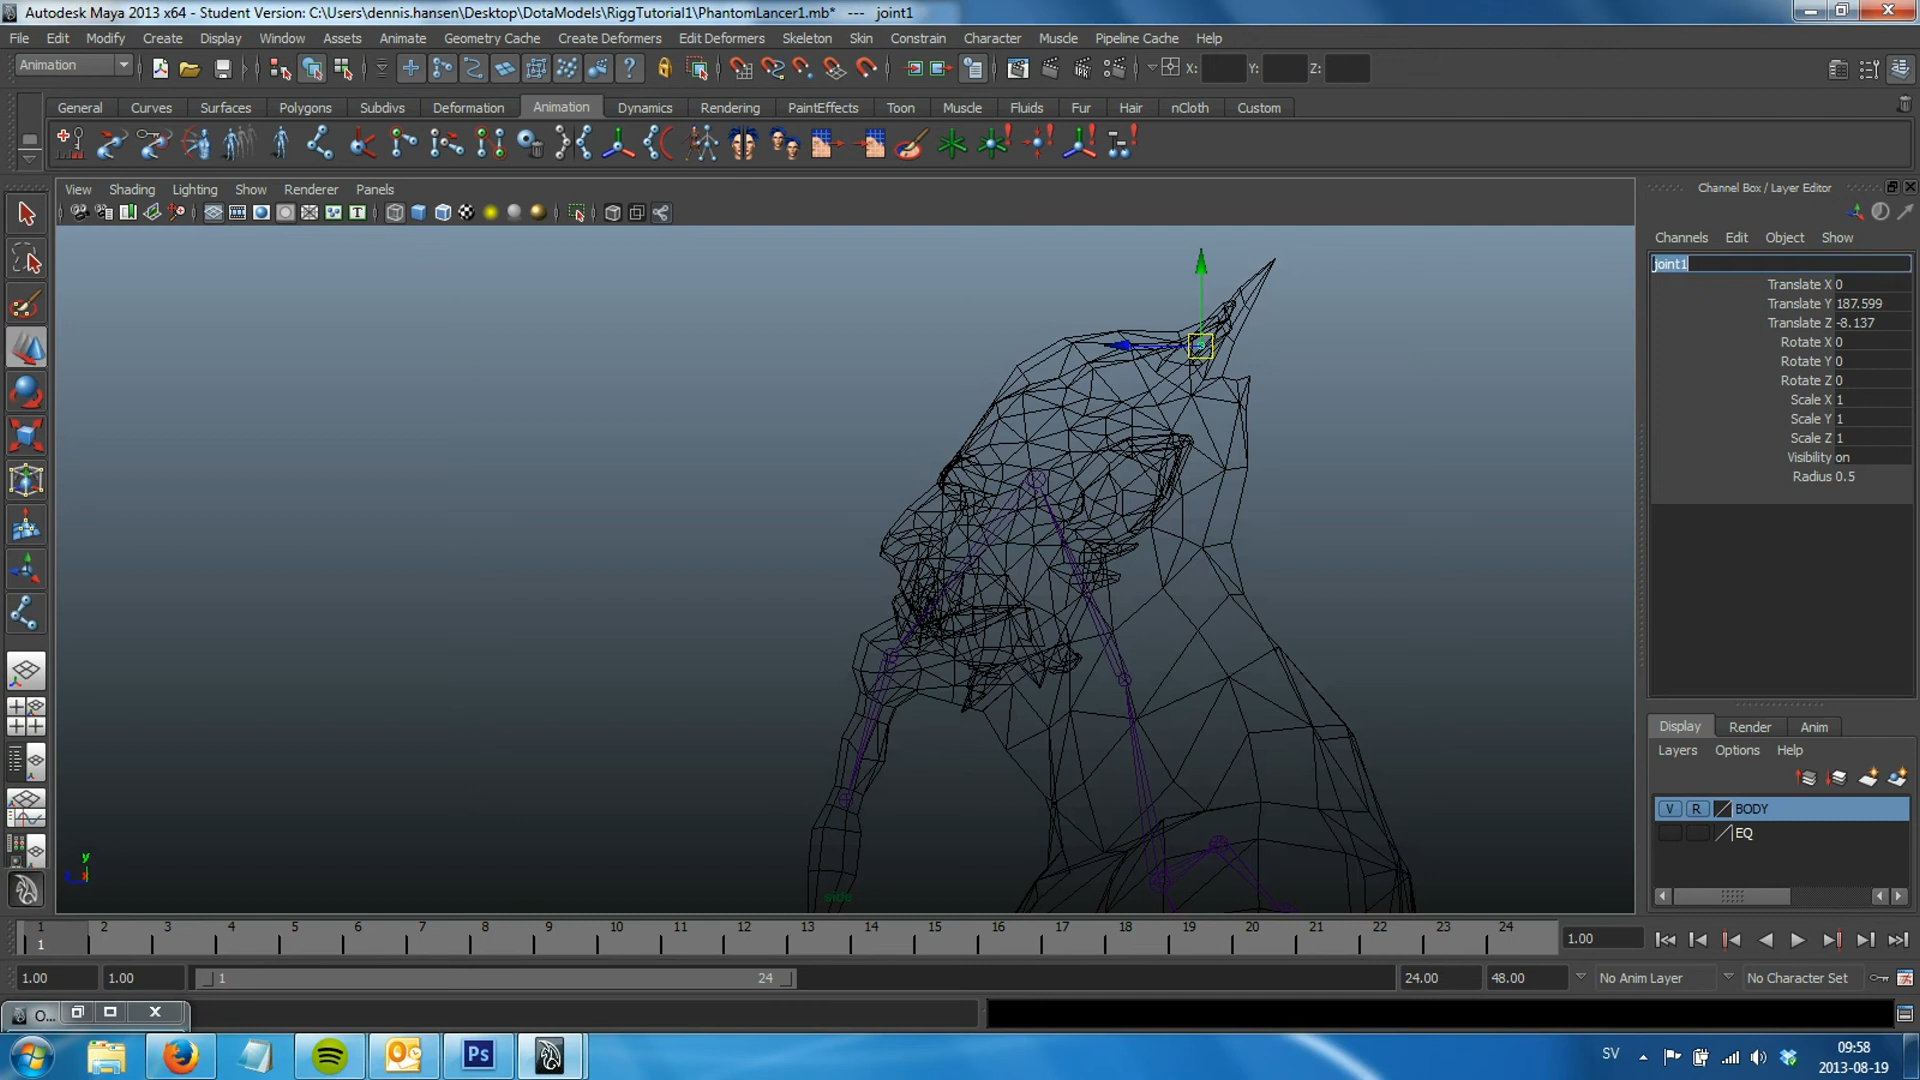 Autodesk Maya 2013 x64 - Student Version: C:\Users\dennis.hansen\Desktop\DotaModels\RiggTutorial1\PhantomLancer1.mb* --- joint1
File Edit Modify Create Display Window Assets Animate Geometry Cache Create Deformers Edit Deformers Skeleton Skin Constrain Character Muscle Pipeline Cache Help
Animation X: Y: Z:
General Curves Surfaces Polygons Subdivs Deformation Animation Dynamics Rendering PaintEffects Toon Muscle Fluids Fur Hair nCloth Custom
View Shading Lighting Show Renderer Panels
Channel Box / Layer Editor
Channels Edit Object Show
joint1
Translate X 0
Translate Y 187.599
Translate Z -8.137
Rotate X 0
Rotate Y 0
Rotate Z 0
Scale X 1
Scale Y 1
Scale Z 1
Visibility on
Radius 0.5
y
z x
side
Display Render Anim
Layers Options Help
V R BODY
EQ
1 2 3 4 5 6 7 8 9 10 11 12 13 14 15 16 17 18 19 20 21 22 23 24
1
1.00
1.00 1.00 1 24 24.00 48.00 No Anim Layer No Character Set
O...
Ps
SV
09:58
2013-08-19